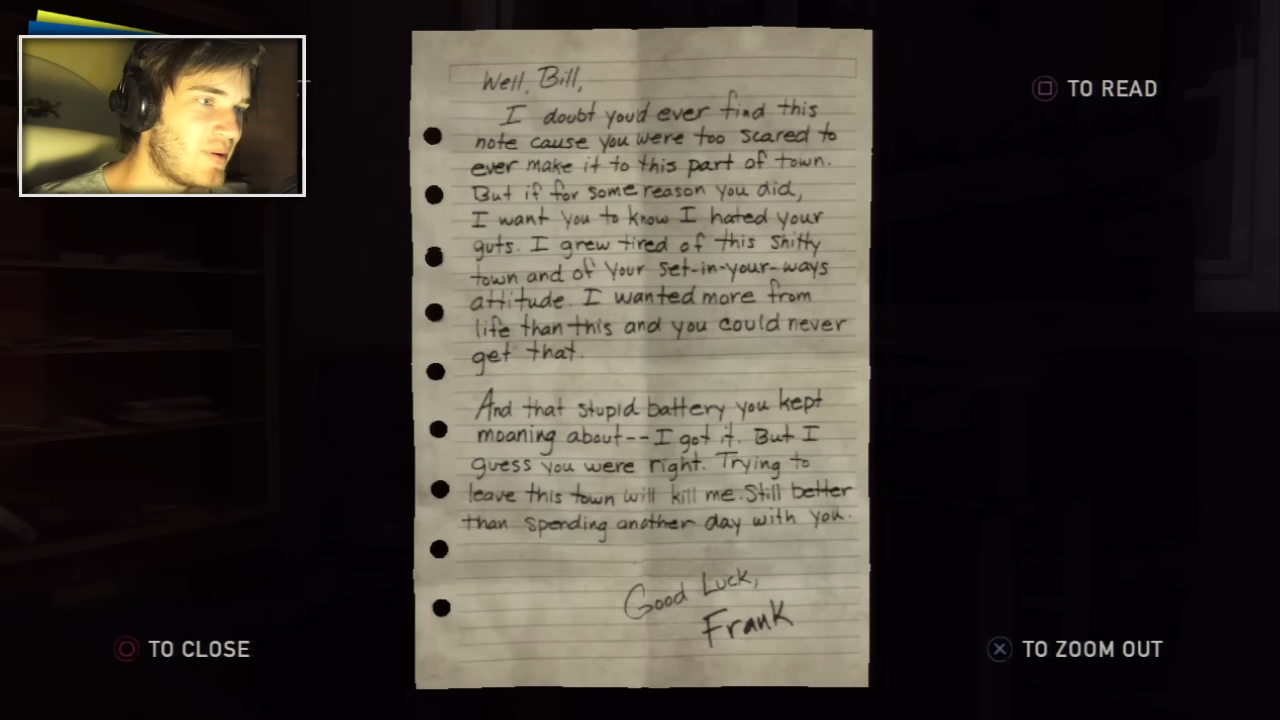 TO READ
Well, Bill,
I doubt you'd ever find this
note cause you were too scared to
ever make it to this part of town.
But if for some reason you did,
I want you to know I hated your
guts. I grew tired of this shitty
town and of your set-in-your-ways
attitude. I wanted more from
life than this and you could never
get that.
And that stupid battery you kept
moaning about--I got it. But I
guess you were right. Trying to
leave this town will kill me. Still better
than spending another day with you.
Good Luck,
Frank
TO CLOSE
TO ZOOM OUT